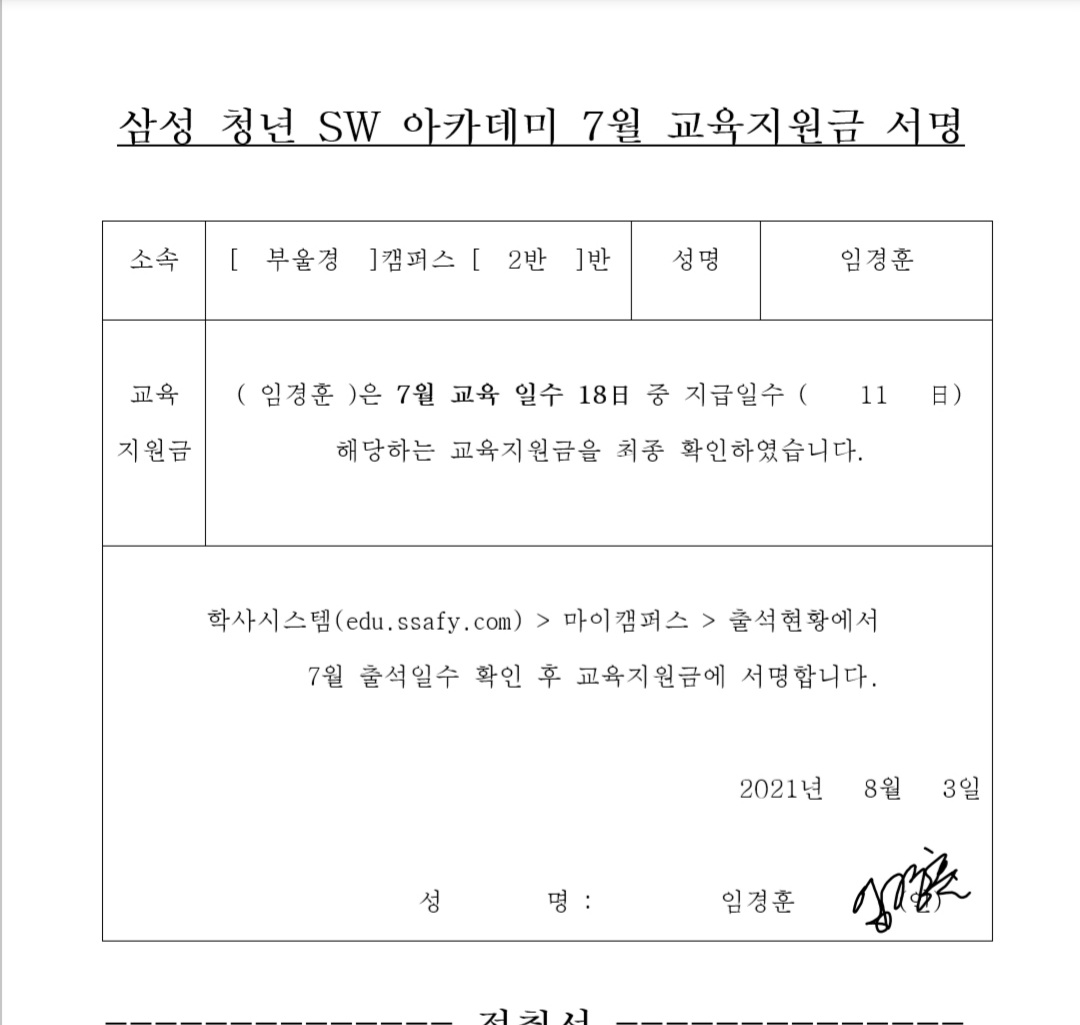 삼성 청년 SW 아카데미 7월 교육지원금 서명
소속 [ 부울경 ]캠퍼스 [ 2반 ]반 성명 임경훈
교육
지원금
( 임경훈 )은 7월 교육 일수 18日 중 지급일수 ( 11 日)
해당하는 교육지원금을 최종 확인하였습니다.
학사시스템(edu.ssafy.com) > 마이캠퍼스 > 출석현황에서
7월 출석일수 확인 후 교육지원금에 서명합니다.
2021년 8월 3일
성 명 : 임경훈 (인)